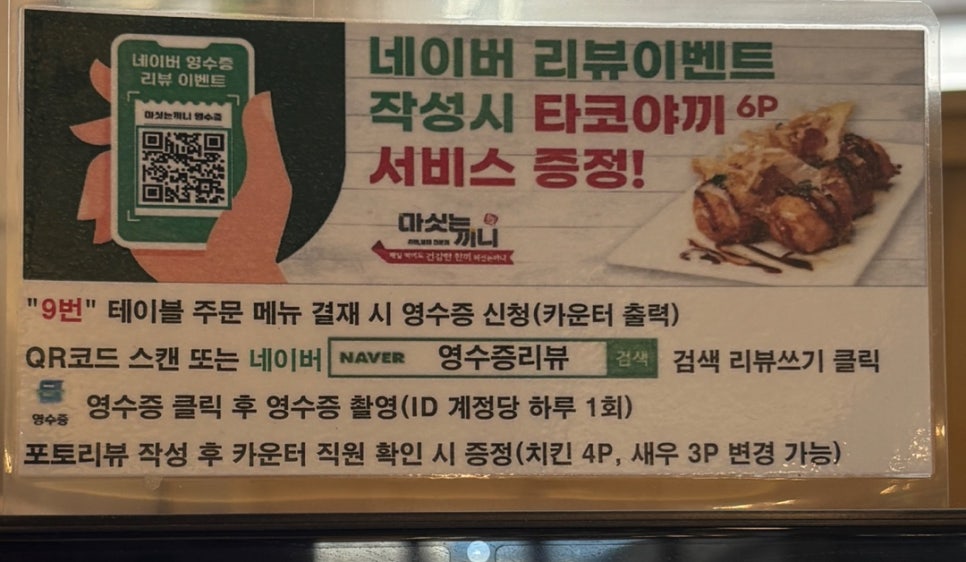 네이버 영수증
리뷰 이벤트
마싯는끼니 영수증
네이버 리뷰이벤트
작성시 타코야끼 6P
서비스 증정!
마싯는
끼니
"9번" 테이블 주문 메뉴 결재 시 영수증 신청(카운터 출력)
QR코드 스캔 또는 네이버 NAVER 영수증리뷰 검색 검색 리뷰쓰기 클릭
영수증 영수증 클릭 후 영수증 촬영(ID 계정당 하루 1회)
포토리뷰 작성 후 카운터 직원 확인 시 증정(치킨 4P, 새우 3P 변경 가능)